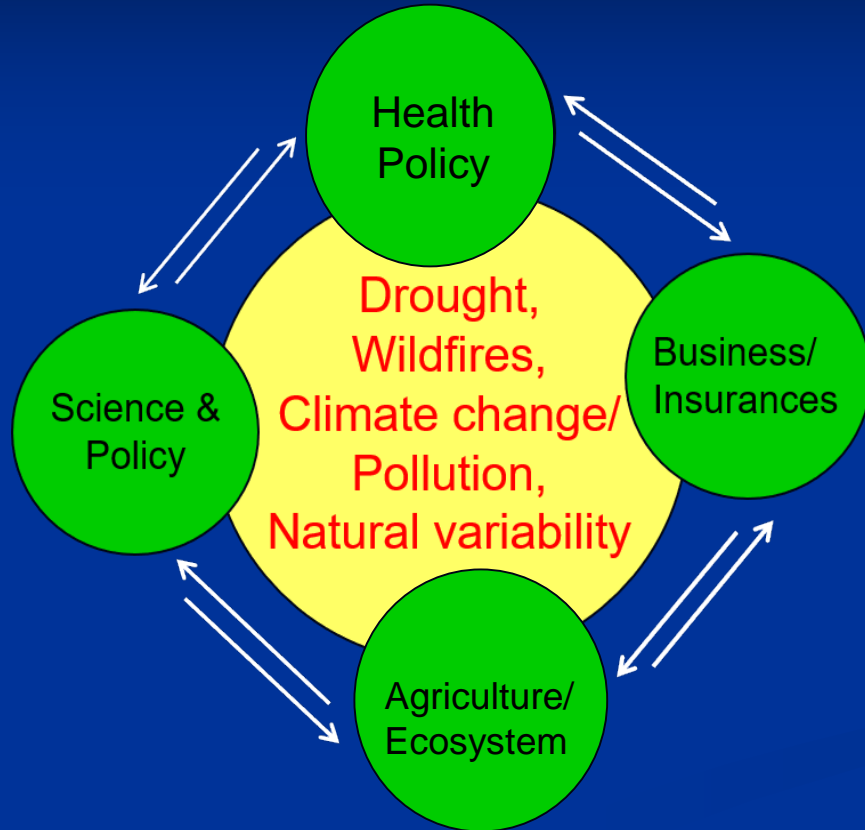 Health
Policy
Drought,
Wildfires,
Climate change/
Pollution,
Natural variability
Business/
Insurances
Science &
Policy
Agriculture/
Ecosystem